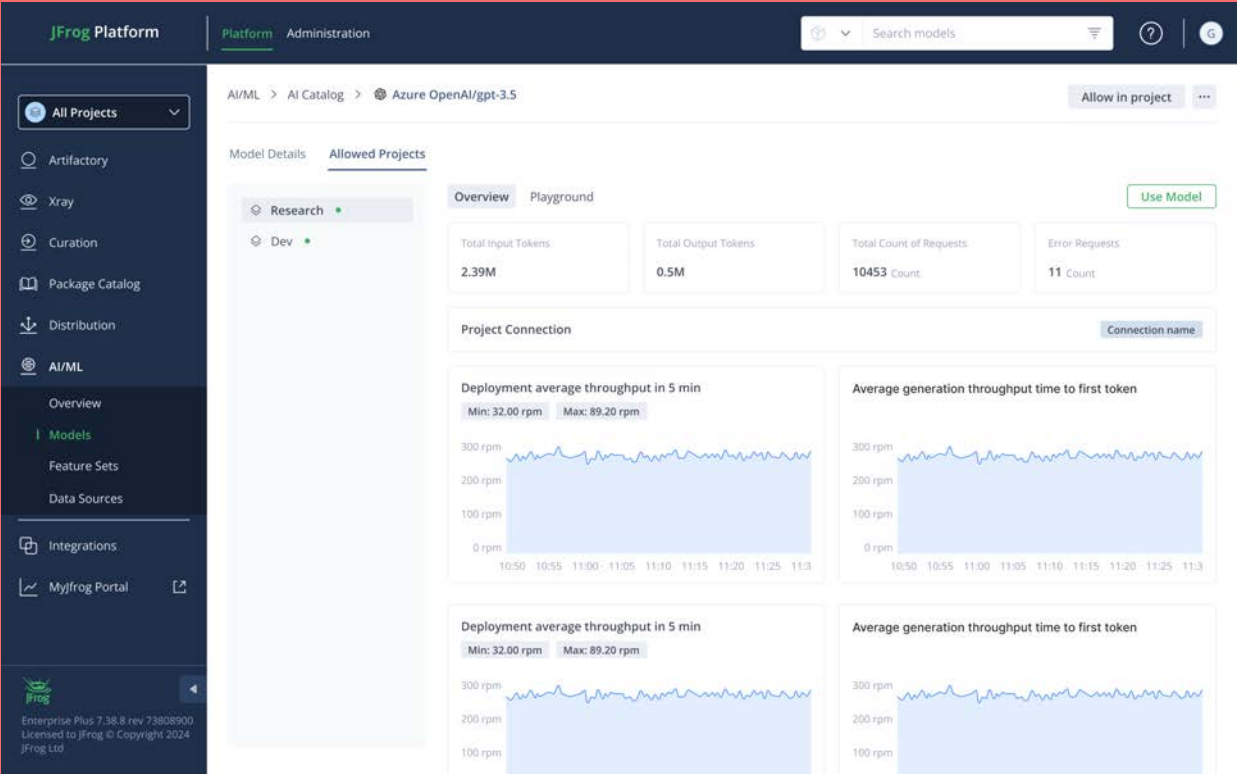 JFrog Platform
Platform Administration
Search models
G
All Projects
Artifactory
Xray
Curation
Package Catalog
Distribution
AI/ML
Overview
Models
Feature Sets
Data Sources
Integrations
MyJfrog Portal
JFrog
Enterprise Plus 7.38.8 rev 73808900
Licensed to JFrog © Copyright 2024
JFrog Ltd
AI/ML > AI Catalog > Azure OpenAI/gpt-3.5
Allow in project ...
Model Details Allowed Projects
Research
Dev
Overview Playground
Use Model
Total Input Tokens
2.39M
Total Output Tokens
0.5M
Total Count of Requests
10453 Count
Error Requests
11 Count
Project Connection
Connection name
Deployment average throughput in 5 min
Min: 32.00 rpm Max: 89.20 rpm
300 rpm
200 rpm
100 rpm
0 rpm
10:50 10:55 11:00 11:05 11:10 11:15 11:20 11:25 11:3
Average generation throughput time to first token
300 rpm
200 rpm
100 rpm
0 rpm
10:50 10:55 11:00 11:05 11:10 11:15 11:20 11:25 11:3
Deployment average throughput in 5 min
Min: 32.00 rpm Max: 89.20 rpm
300 rpm
200 rpm
100 rpm
Average generation throughput time to first token
300 rpm
200 rpm
100 rpm